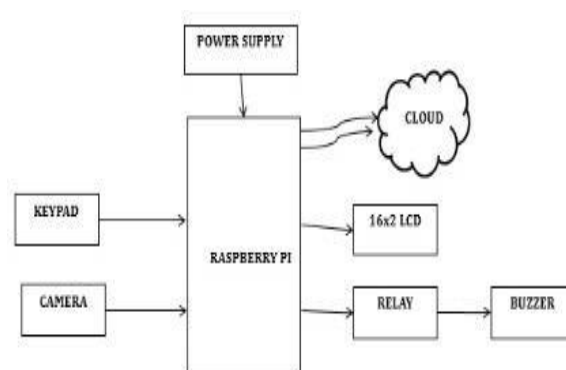 POWER SUPPLY
CLOUD
KEYPAD
16x2 LCD
RASPBERRY PI
CAMERA
RELAY
BUZZER